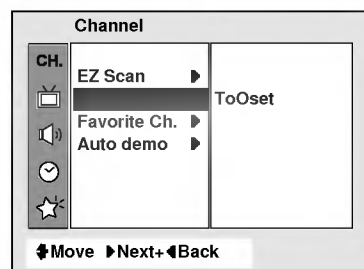 Channel
CH.
EZ Scan
ToOset
Favorite Ch.
Auto demo
Move Next+ Back